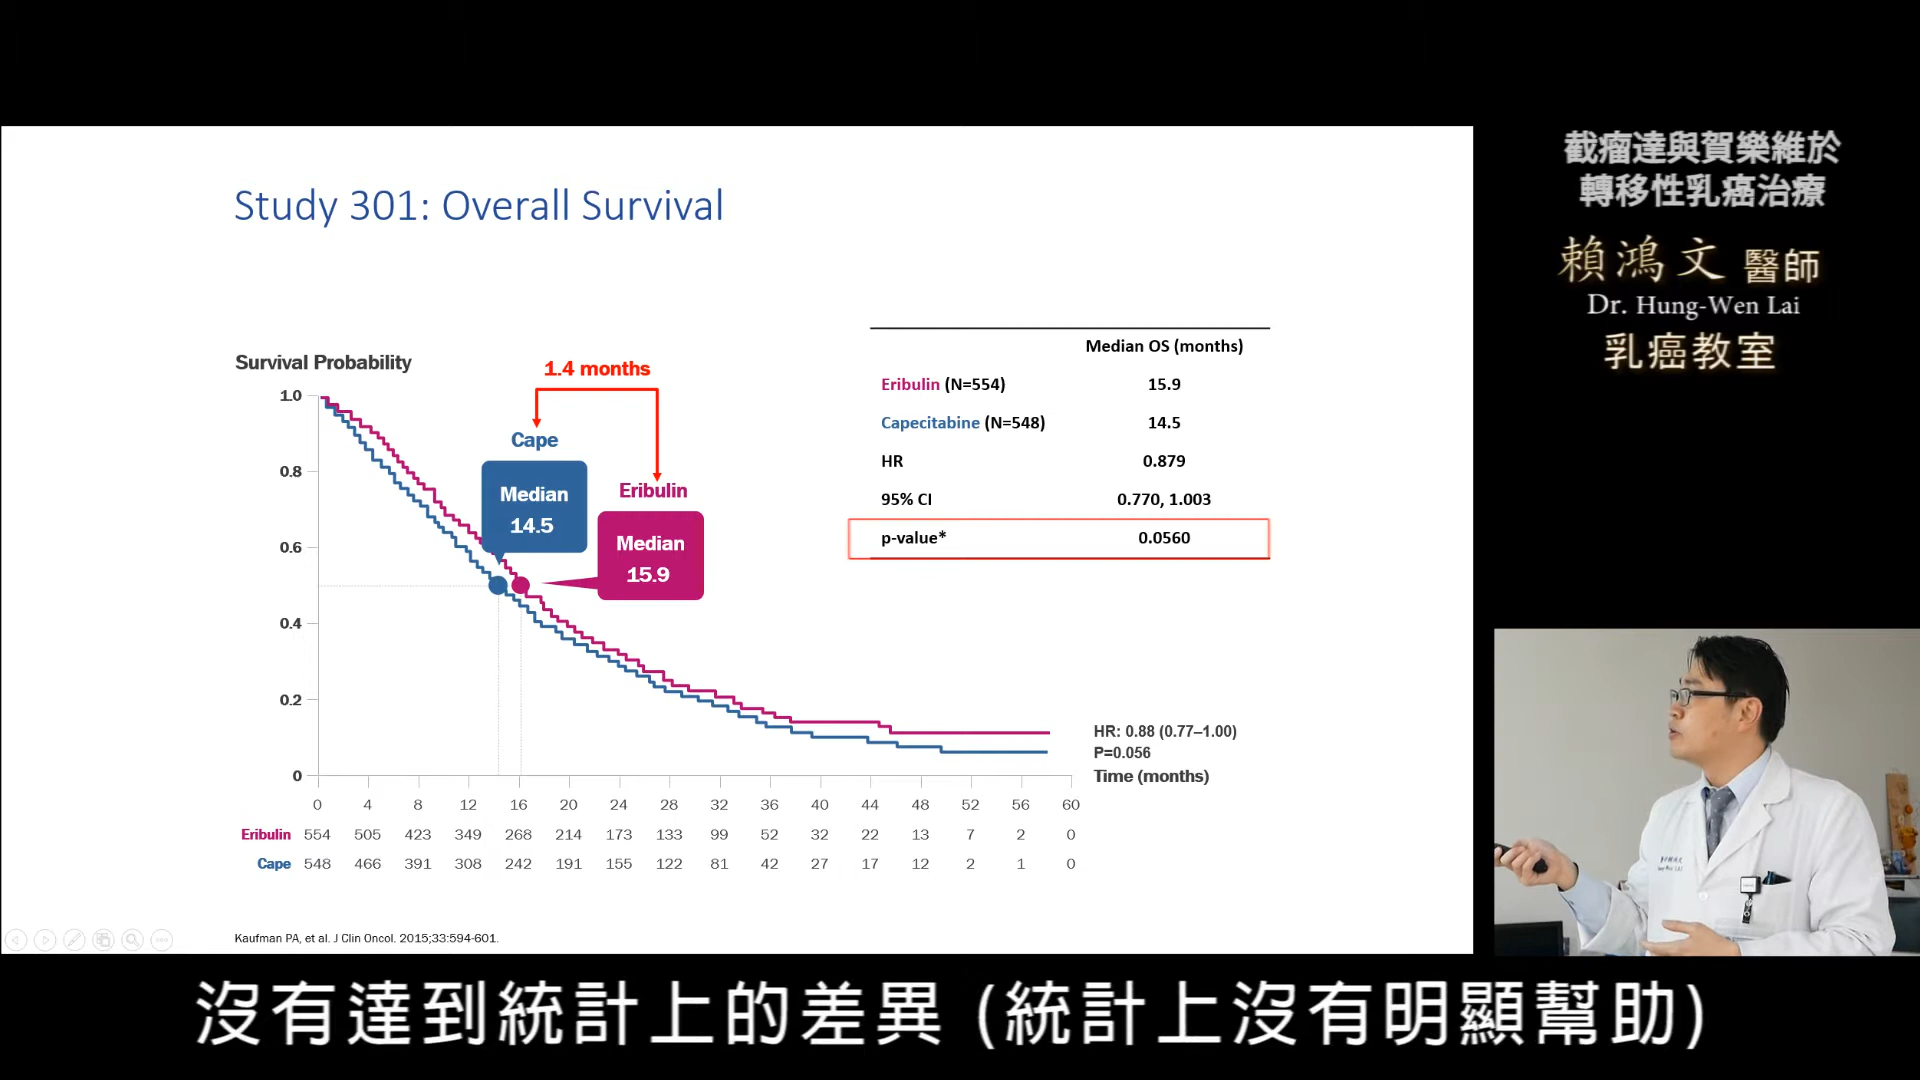 截瘤達與賀樂維於
轉移性乳癌治療
賴鴻文 醫師
Dr. Hung-Wen Lai
乳癌教室
Study 301: Overall Survival
Survival Probability
1.0
0.8
0.6
0.4
0.2
0
1.4 months
Cape
Median
14.5
Eribulin
Median
15.9
Median OS (months)
Eribulin (N=554) 15.9
Capecitabine (N=548) 14.5
HR 0.879
95% CI 0.770, 1.003
p-value* 0.0560
HR: 0.88 (0.77–1.00)
P=0.056
Time (months)
0 4 8 12 16 20 24 28 32 36 40 44 48 52 56 60
Eribulin 554 505 423 349 268 214 173 133 99 52 32 22 13 7 2 0
Cape 548 466 391 308 242 191 155 122 81 42 27 17 12 2 1 0
Kaufman PA, et al. J Clin Oncol. 2015;33:594-601.
沒有達到統計上的差異 (統計上沒有明顯幫助)